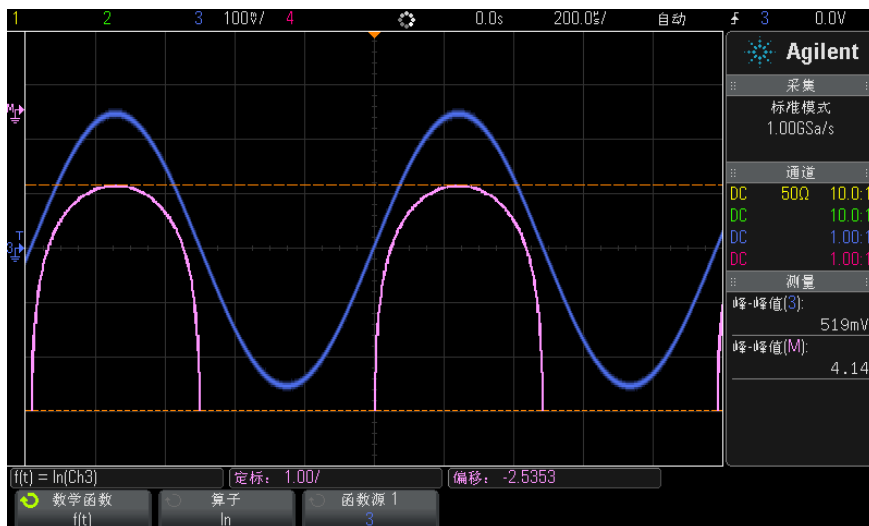 1 2 3 100㎷/ 4 0.0s 200.0㎲/ 自动 3 0.0V
Agilent
采集
标准模式
1.00GSa/s
通道
DC 50Ω 10.0:1
DC 10.0:1
DC 1.00:1
DC 1.00:1
测量
峰-峰值(3):
519mV
峰-峰值(M):
4.14
M
T
3
f(t) = ln(Ch3) 定标: 1.00/ 偏移: -2.5353
数学函数 算子 函数源 1
f(t) ln 3